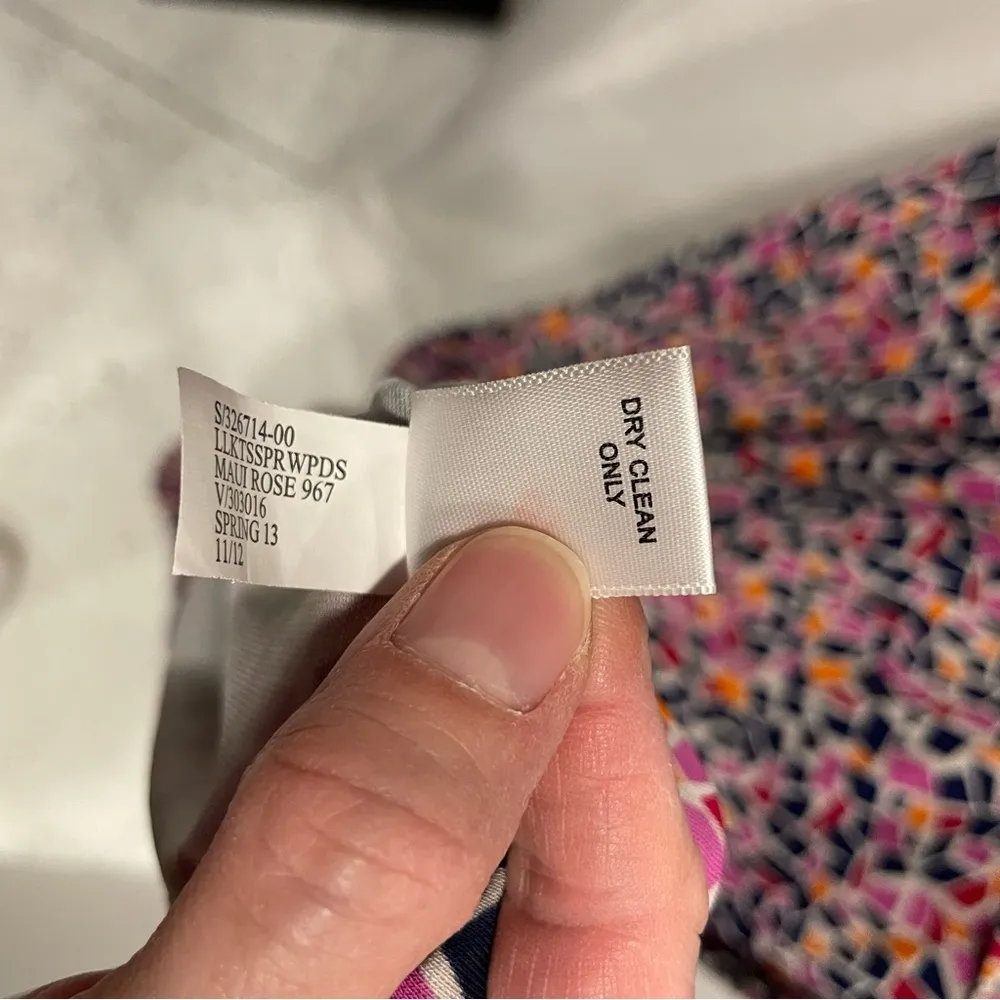 S/326714-00
LLKTSSPRWPDS
MAUI ROSE 967
V/303016
SPRING 13
11/12
DRY CLEAN
ONLY